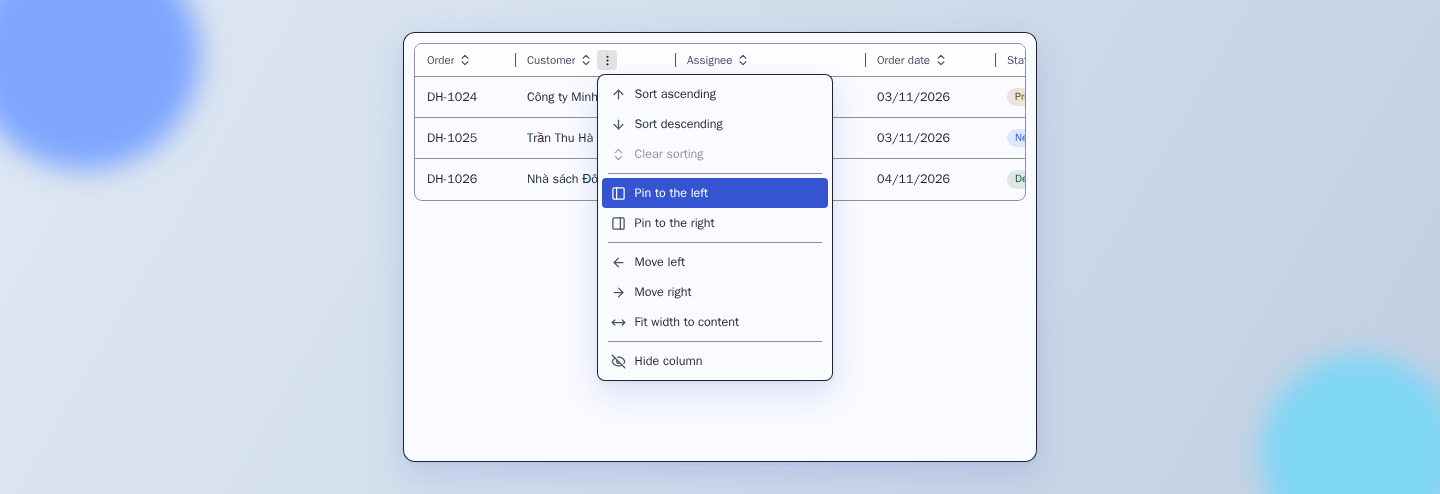 Order Customer Assignee Order date
DH-1024 Công ty Minh 03/11/2026
DH-1025 Trần Thu Hà 03/11/2026
DH-1026 Nhà sách 04/11/2026
Sort ascending
Sort descending
Clear sorting
Pin to the left
Pin to the right
Move left
Move right
Fit width to content
Hide column